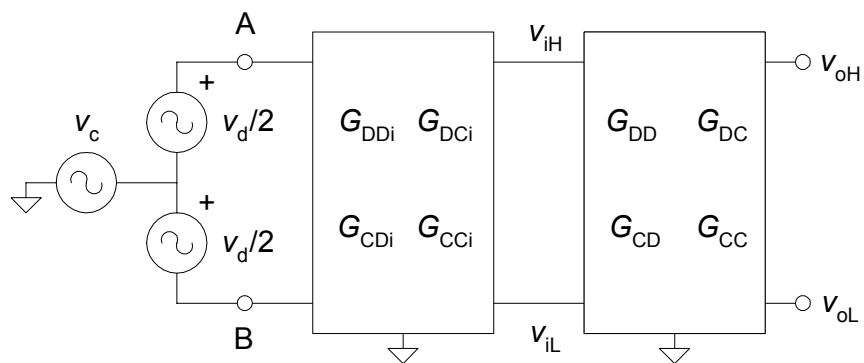 A
v_iH
v_oH
+
v_c
v_d/2
G_DDi G_DCi
G_DD G_DC
+
v_d/2
G_CDi G_CCi
G_CD G_CC
B
v_iL
v_oL